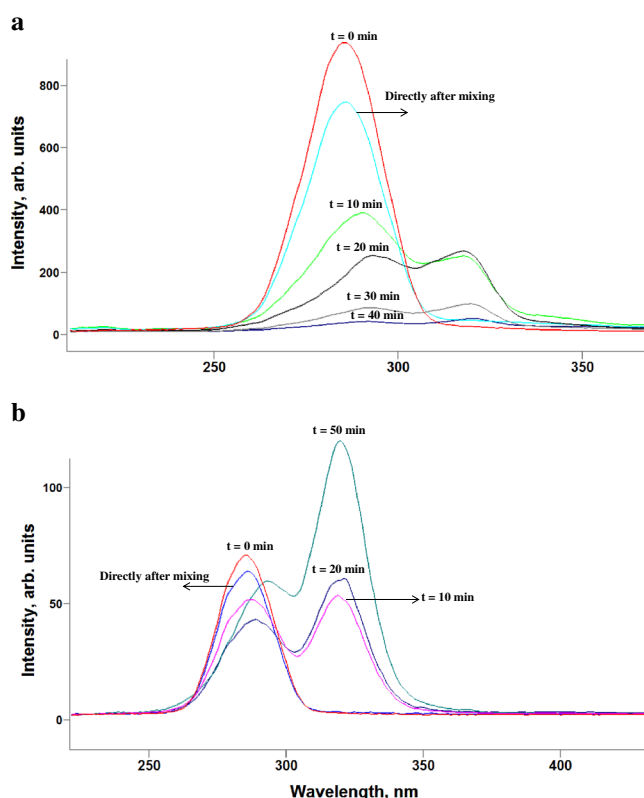 a
t = 0 min
Directly after mixing
t = 10 min
t = 20 min
t = 30 min
t = 40 min
Intensity, arb. units
800
600
400
200
0
250
300
350
b
t = 50 min
t = 0 min
Directly after mixing
t = 20 min
t = 10 min
Intensity, arb. units
100
50
0
250
300
350
400
Wavelength, nm